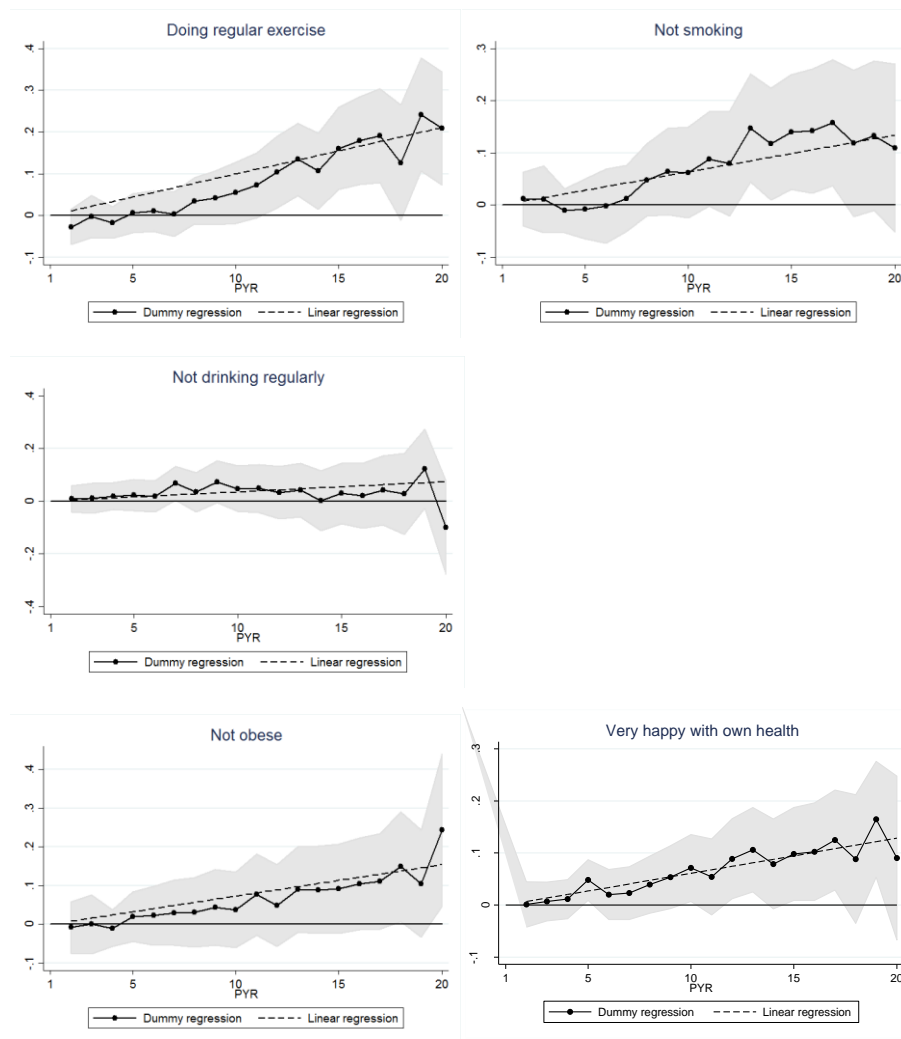 Doing regular exercise
.4
.3
.2
.1
0
-.1
1 5 10 15 20
PYR
Dummy regression Linear regression
Not smoking
.3
.2
.1
0
-.1
1 5 10 15 20
PYR
Dummy regression Linear regression
Not drinking regularly
.4
.2
0
-.2
-.4
1 5 10 15 20
PYR
Dummy regression Linear regression
Not obese
.4
.3
.2
.1
0
-.1
1 5 10 15 20
PYR
Dummy regression Linear regression
Very happy with own health
.3
.2
.1
0
-.1
1 5 10 15 20
PYR
Dummy regression Linear regression